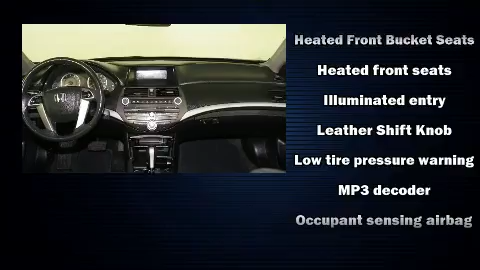 Heated Front Bucket Seats
Heated front seats
Illuminated entry
Leather Shift Knob
Low tire pressure warning
MP3 decoder
Occupant sensing airbag